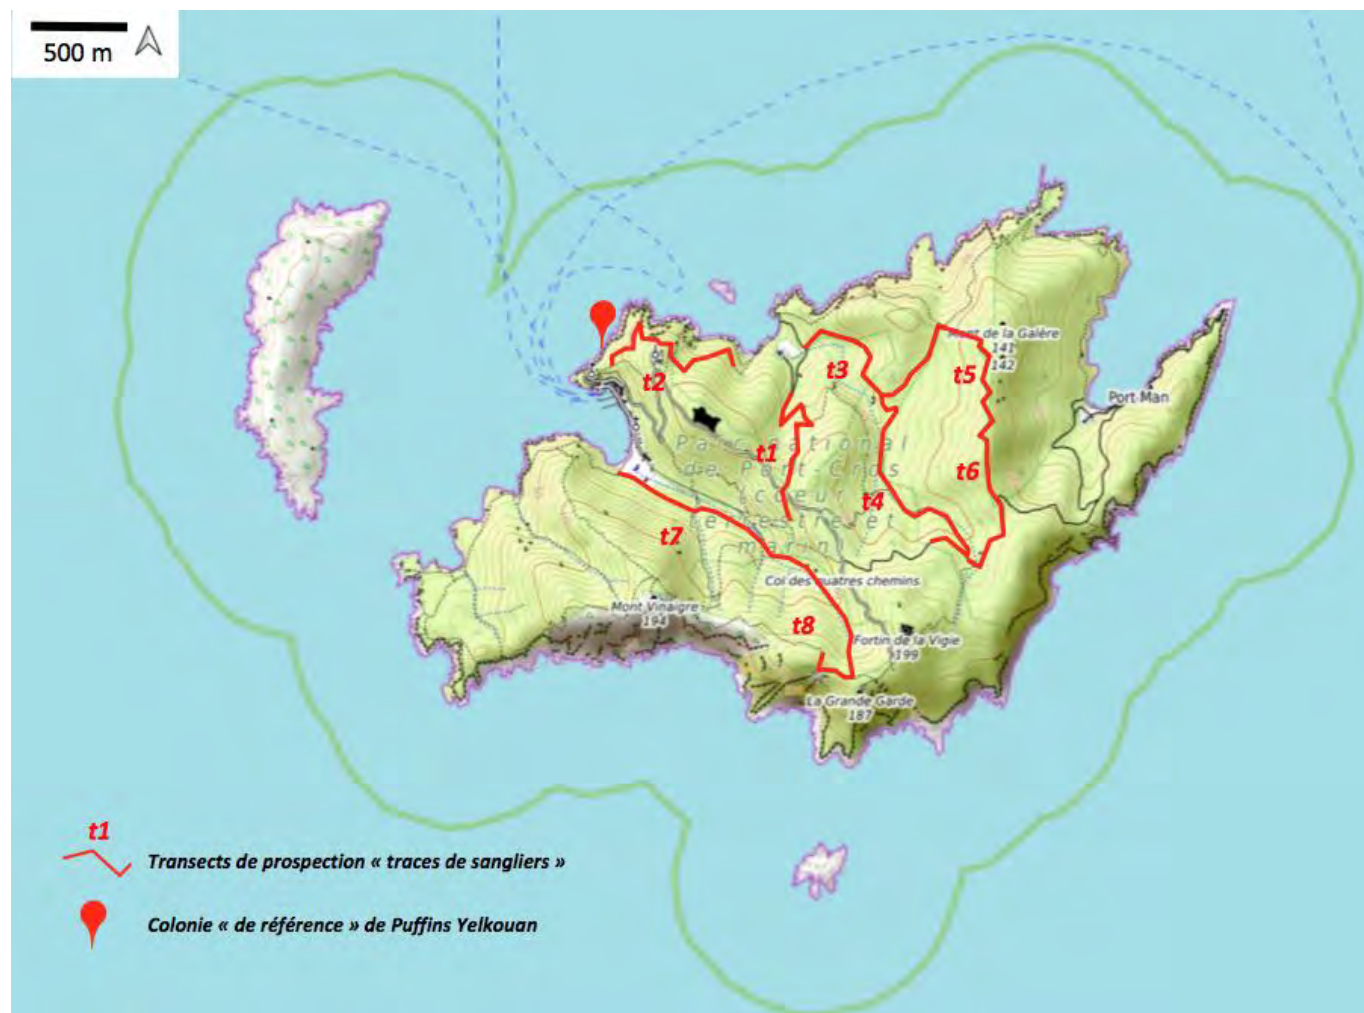 500 m
Mont de la Galère
141
142
t3
t5
t2
Port Man
Parc national
de Port-Cros
(coeur
terrestre et
marin)
t1
t6
t4
t7
Col des quatres chemins
Mont Vinaigre
194
t8
Fortin de la Vigie
199
La Grande Garde
187
t1
Transects de prospection « traces de sangliers »
Colonie « de référence » de Puffins Yelkouan